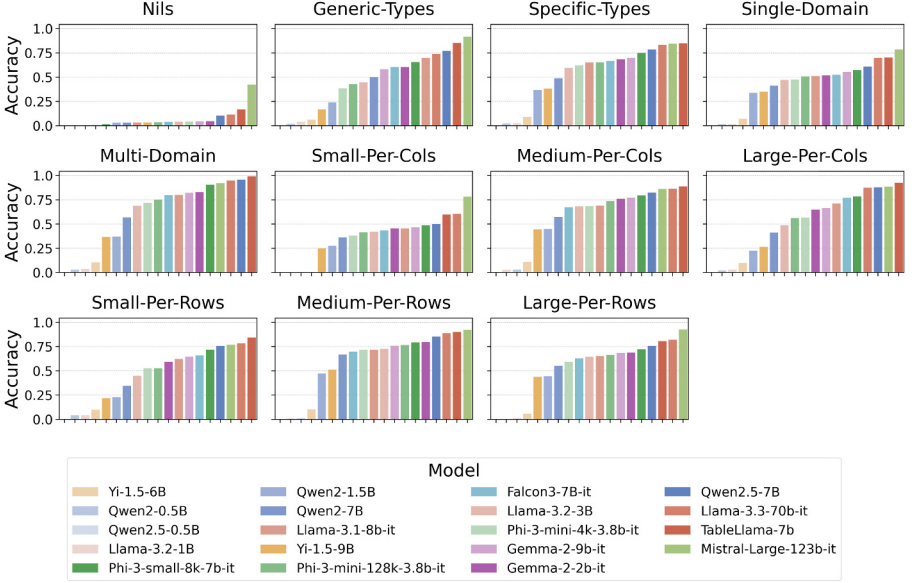 Nils Generic-Types Specific-Types Single-Domain
1.0
0.5
0.25
0.0
Accuracy
Multi-Domain Small-Per-Cols Medium-Per-Cols Large-Per-Cols
1.0
0.75
0.5
0.25
0.0
Accuracy
Small-Per-Rows Medium-Per-Rows Large-Per-Rows
1.0
0.75
0.5
0.25
0.0
Accuracy
Model
Yi-1.5-6B Qwen2-1.5B Falcon3-7B-it Qwen2.5-7B
Qwen2-0.5B Qwen2-7B Llama-3.2-3B Llama-3.3-70b-it
Qwen2.5-0.5B Llama-3.1-8b-it Phi-3-mini-4k-3.8b-it TableLlama-7b
Llama-3.2-1B Yi-1.5-9B Gemma-2-9b-it Mistral-Large-123b-it
Phi-3-small-8k-7b-it Phi-3-mini-128k-3.8b-it Gemma-2-2b-it